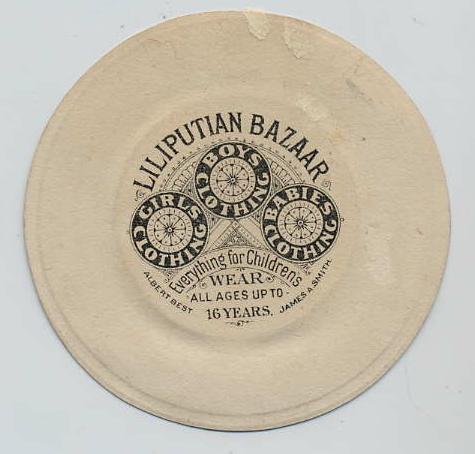 LILIPUTIAN BAZAAR
BOYS
CLOTHING
GIRLS
CLOTHING
BABIES
CLOTHING
Everything for Childrens
WEAR
ALL AGES UP TO
16 YEARS.
ALBERT BEST
JAMES A. SMITH